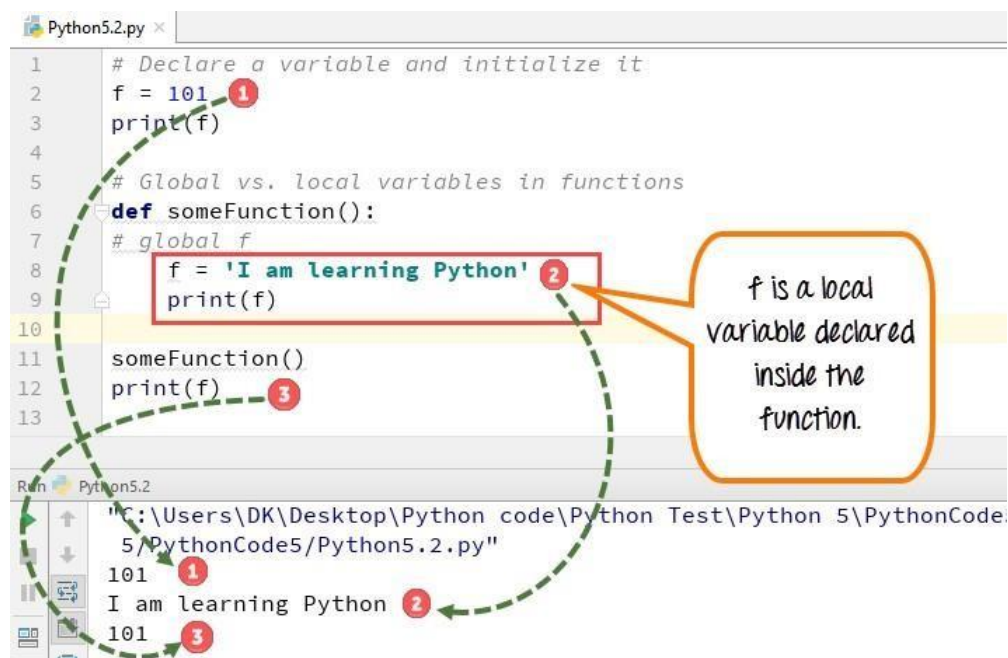 Python5.2.py ×
1 # Declare a variable and initialize it
2 f = 101 1
3 print(f)
4
5 # Global vs. local variables in functions
6 def someFunction():
7 # global f
8 f = 'I am learning Python' 2
9 print(f)
10
11 someFunction()
12 print(f) 3
13
f is a local
variable declared
inside the
function.
Run Python5.2
"C:\Users\DK\Desktop\Python code\Python Test\Python 5\PythonCode
5/PythonCode5/Python5.2.py"
101 1
I am learning Python 2
101 3